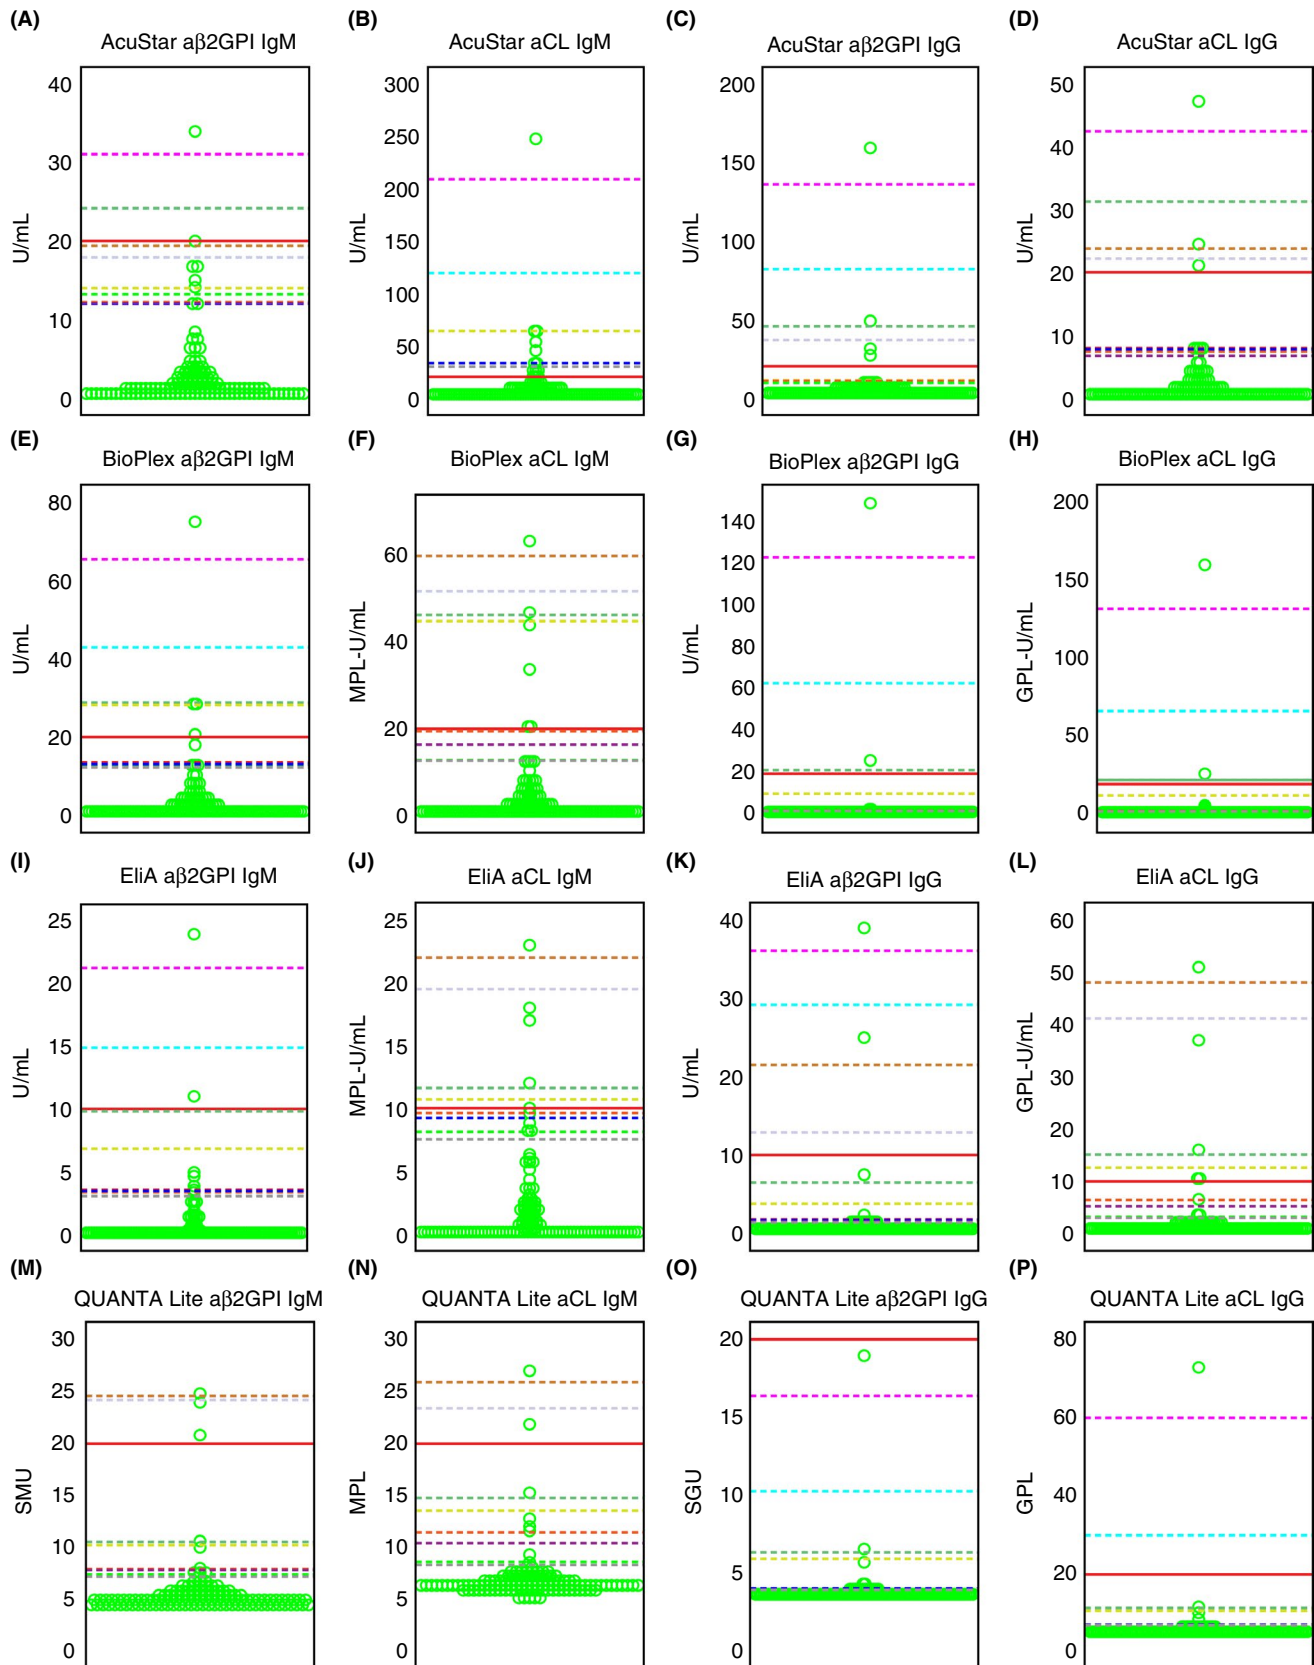 (A)
AcuStar aβ2GPI IgM
U/mL
40
30
20
10
0
(B)
AcuStar aCL IgM
U/mL
300
250
200
150
100
50
0
(C)
AcuStar aβ2GPI IgG
U/mL
200
150
100
50
0
(D)
AcuStar aCL IgG
U/mL
50
40
30
20
10
0
(E)
BioPlex aβ2GPI IgM
U/mL
80
60
40
20
0
(F)
BioPlex aCL IgM
MPL-U/mL
60
40
20
0
(G)
BioPlex aβ2GPI IgG
U/mL
140
120
100
80
60
40
20
0
(H)
BioPlex aCL IgG
GPL-U/mL
200
150
100
50
0
(I)
EliA aβ2GPI IgM
U/mL
25
20
15
10
5
0
(J)
EliA aCL IgM
MPL-U/mL
25
20
15
10
5
0
(K)
EliA aβ2GPI IgG
U/mL
40
30
20
10
0
(L)
EliA aCL IgG
GPL-U/mL
60
50
40
30
20
10
0
(M)
QUANTA Lite aβ2GPI IgM
SMU
30
25
20
15
10
5
0
(N)
QUANTA Lite aCL IgM
MPL
30
25
20
15
10
5
0
(O)
QUANTA Lite aβ2GPI IgG
SGU
20
15
10
5
0
(P)
QUANTA Lite aCL IgG
GPL
80
60
40
20
0